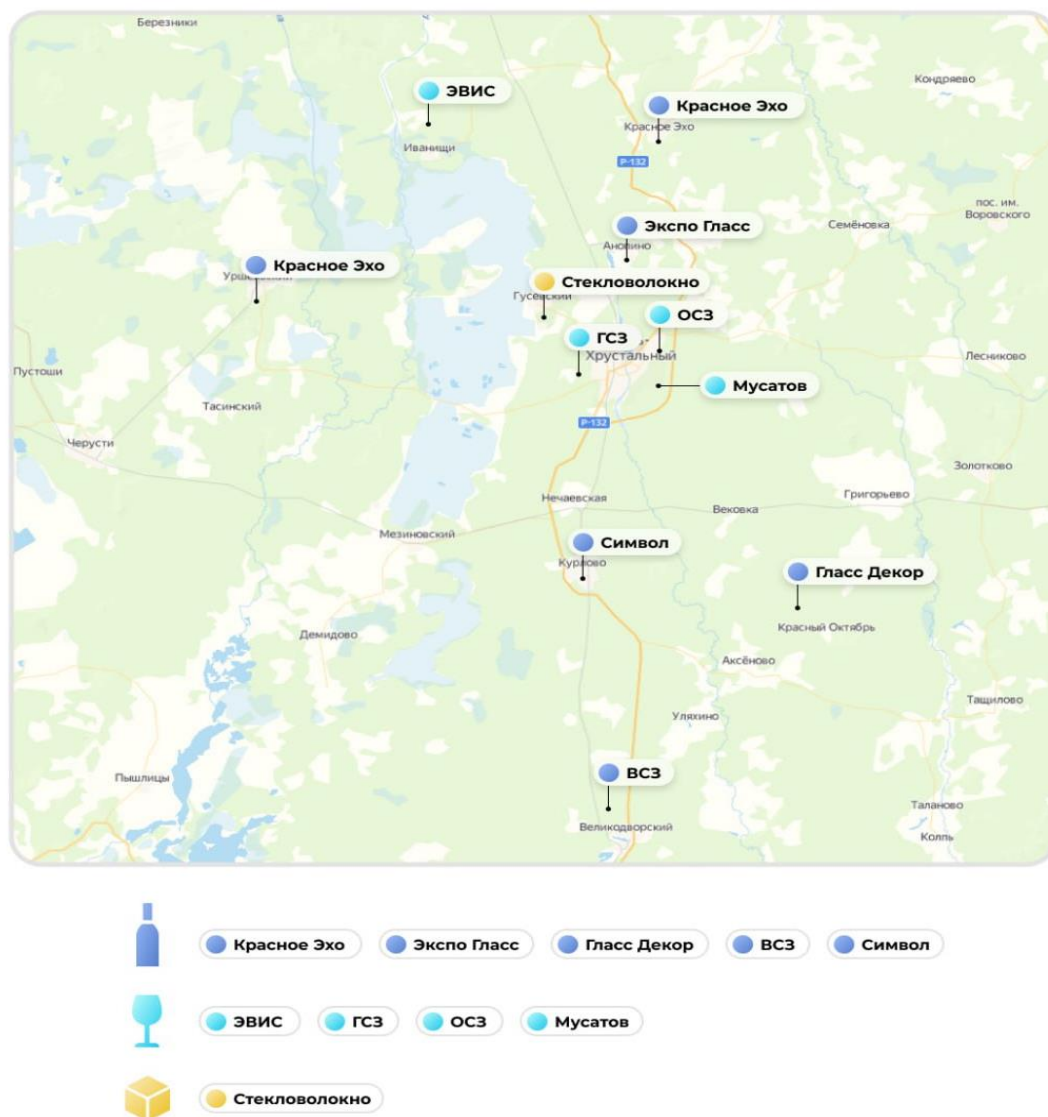 Березники
ЭВИС
Кондряево
Красное Эхо
Красное Эхо
Иванищи
Р-132
пос. им.
Воровского
Экспо Гласс
Семёновка
Анопино
Красное Эхо
Стекловолокно
Гусевский
ОСЗ
ГСЗ
Хрустальный
Лесниково
Пустоши
Мусатов
Тасинский
Р-132
Черусти
Золотково
Нечаевская
Григорьево
Вековка
Мезиновский
Символ
Курлово
Гласс Декор
Демидово
Красный Октябрь
Аксёново
Тащилово
Уляхино
ВСЗ
Пышлицы
Таланово
Великодворский
Колпь
Красное Эхо Экспо Гласс Гласс Декор ВСЗ Символ
ЭВИС ГСЗ ОСЗ Мусатов
Стекловолокно